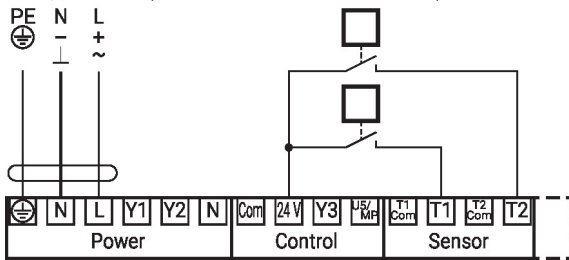 PE N L
− +
⊥ ~
N L Y1 Y2 N Com 24 V Y3 U5/MP T1 Com T1 T2 Com T2
Power Control Sensor